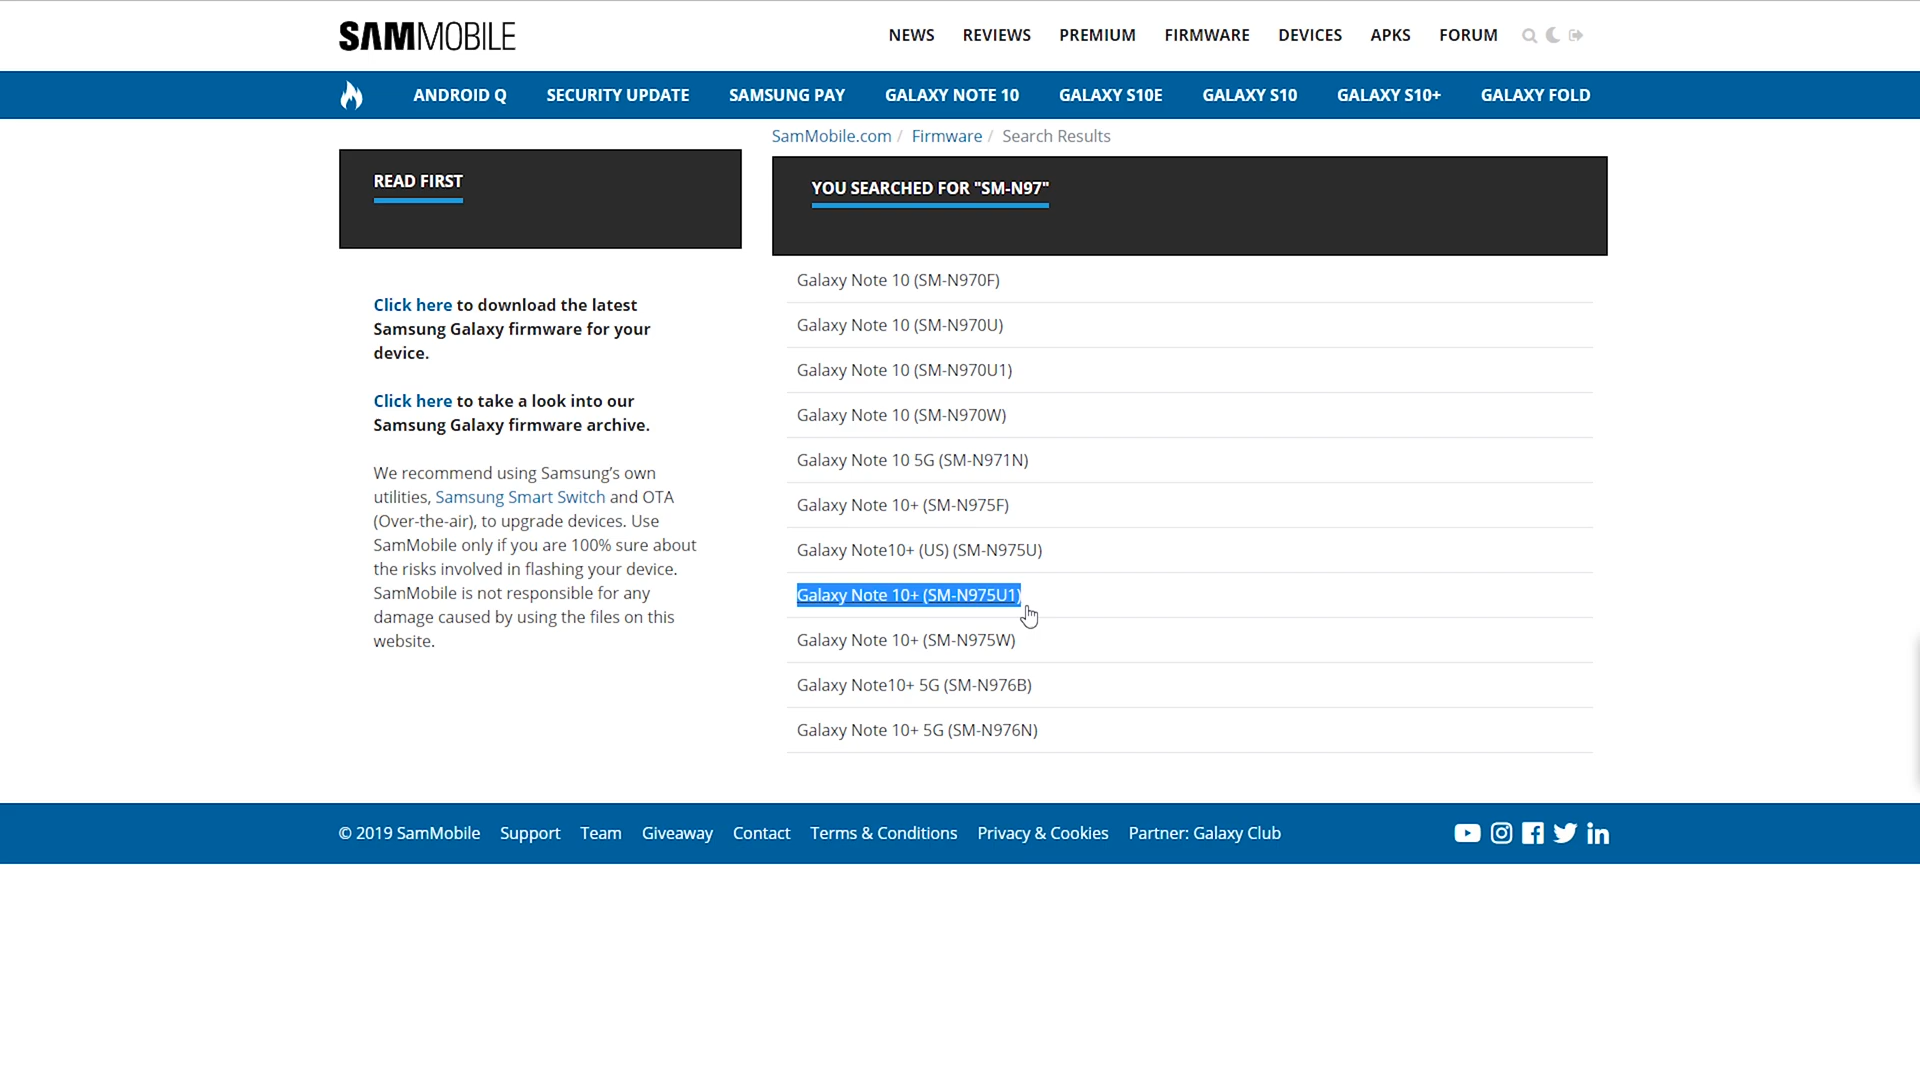 SAMMOBILE
NEWS REVIEWS PREMIUM FIRMWARE DEVICES APKS FORUM
ANDROID Q SECURITY UPDATE SAMSUNG PAY GALAXY NOTE 10 GALAXY S10E GALAXY S10 GALAXY S10+ GALAXY FOLD
SamMobile.com / Firmware / Search Results
READ FIRST
Click here to download the latest
Samsung Galaxy firmware for your
device.
Click here to take a look into our
Samsung Galaxy firmware archive.
We recommend using Samsung’s own
utilities, Samsung Smart Switch and OTA
(Over-the-air), to upgrade devices. Use
SamMobile only if you are 100% sure about
the risks involved in flashing your device.
SamMobile is not responsible for any
damage caused by using the files on this
website.
YOU SEARCHED FOR "SM-N97"
Galaxy Note 10 (SM-N970F)
Galaxy Note 10 (SM-N970U)
Galaxy Note 10 (SM-N970U1)
Galaxy Note 10 (SM-N970W)
Galaxy Note 10 5G (SM-N971N)
Galaxy Note 10+ (SM-N975F)
Galaxy Note10+ (US) (SM-N975U)
Galaxy Note 10+ (SM-N975U1)
Galaxy Note 10+ (SM-N975W)
Galaxy Note10+ 5G (SM-N976B)
Galaxy Note 10+ 5G (SM-N976N)
© 2019 SamMobile Support Team Giveaway Contact Terms & Conditions Privacy & Cookies Partner: Galaxy Club